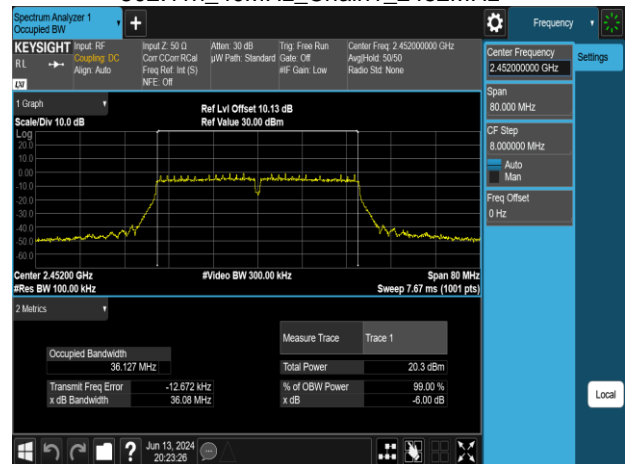 Spectrum Analyzer 1
Occupied BW
Frequency
KEYSIGHT
RL
LXI
Input: RF
Coupling: DC
Align: Auto
Input Z: 50 Ω
Corr CCorr RCal
Freq Ref: Int (S)
NFE: Off
Atten: 30 dB
µW Path: Standard
Trig: Free Run
Gate: Off
#IF Gain: Low
Center Freq: 2.452000000 GHz
Avg|Hold: 50/50
Radio Std: None
1 Graph
Scale/Div 10.0 dB
Ref Lvl Offset 10.13 dB
Ref Value 30.00 dBm
Log
20.0
10.0
0.00
-10.0
-20.0
-30.0
-40.0
-50.0
-60.0
Center 2.45200 GHz
#Res BW 100.00 kHz
#Video BW 300.00 kHz
Span 80 MHz
Sweep 7.67 ms (1001 pts)
2 Metrics
Measure Trace
Trace 1
Occupied Bandwidth
36.127 MHz
Total Power
20.3 dBm
Transmit Freq Error
-12.672 kHz
% of OBW Power
99.00 %
x dB Bandwidth
36.08 MHz
x dB
-6.00 dB
Center Frequency
2.452000000 GHz
Settings
Span
80.000 MHz
CF Step
8.000000 MHz
Auto
Man
Freq Offset
0 Hz
Local
?
Jun 13, 2024
20:23:26